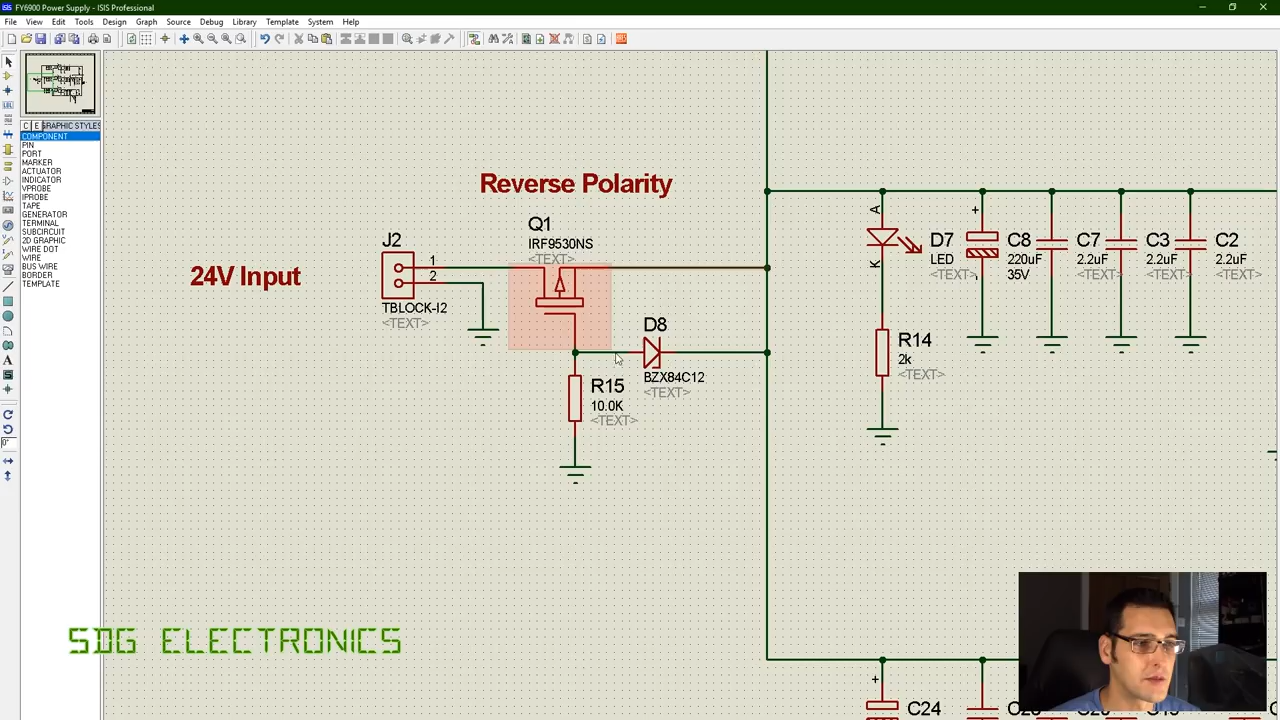 FY6900 Power Supply - ISIS Professional
File View Edit Tools Design Graph Source Debug Library Template System Help
C E GRAPHIC STYLES
COMPONENT
PIN
PORT
MARKER
ACTUATOR
INDICATOR
VPROBE
IPROBE
TAPE
GENERATOR
TERMINAL
SUBCIRCUIT
2D GRAPHIC
WIRE DOT
WIRE
BUS WIRE
BORDER
TEMPLATE
Reverse Polarity
Q1
IRF9530NS
<TEXT>
J2
1
2
24V Input
TBLOCK-I2
<TEXT>
D8
BZX84C12
<TEXT>
R15
10.0K
<TEXT>
A
K
D7
LED
<TEXT>
+
C8
220uF
35V
C7
2.2uF
<TEXT>
C3
2.2uF
<TEXT>
C2
2.2uF
<TEXT>
R14
2k
<TEXT>
SDG ELECTRONICS
+
C24